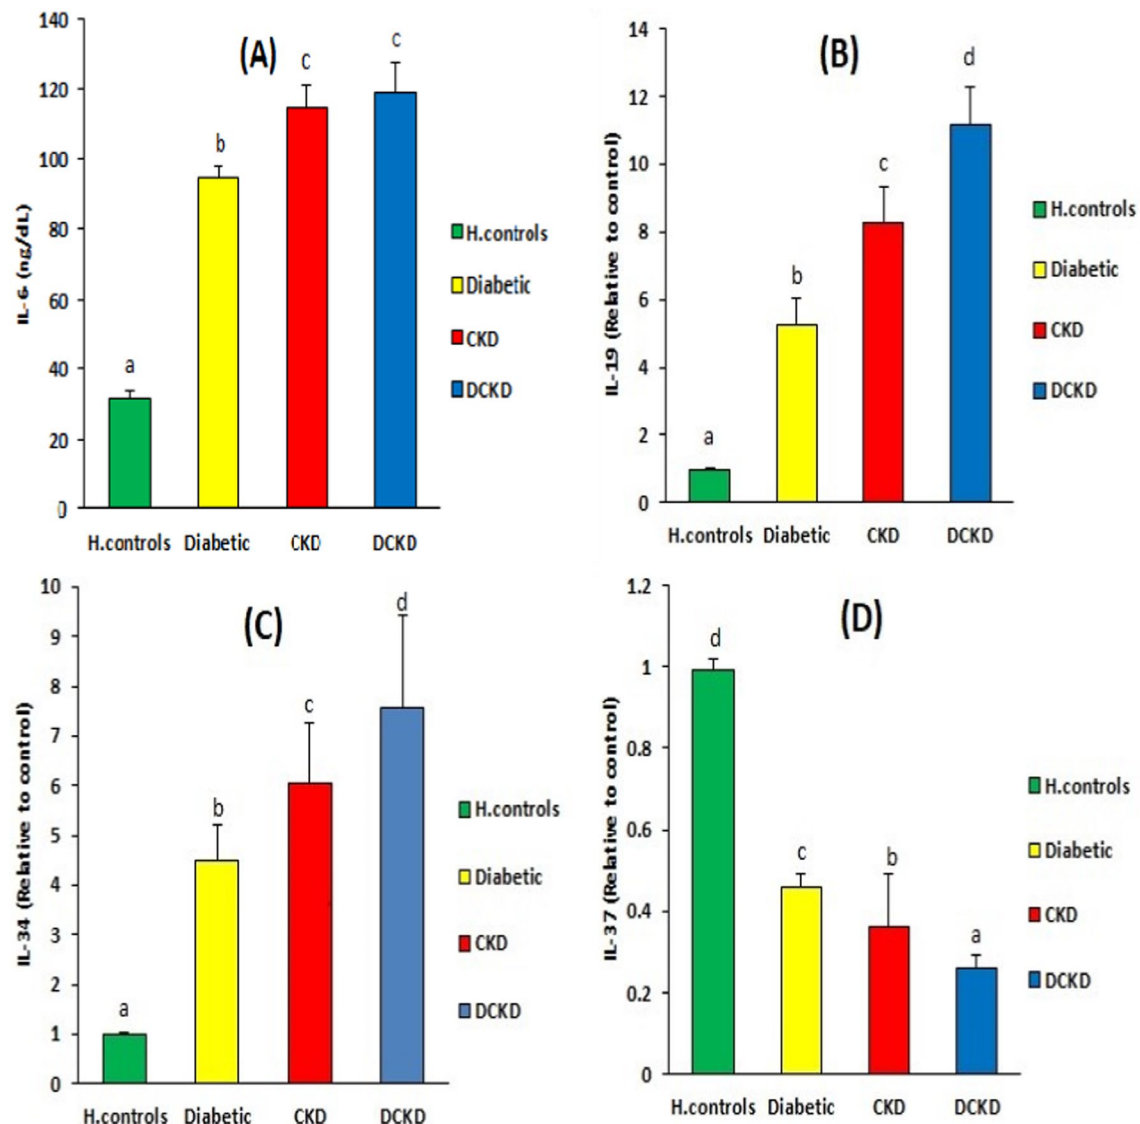 (A)
140
120
100
80
60
40
20
0
IL-6 (ng/dL)
a
b
c
c
H.controls
Diabetic
CKD
DCKD
H.controls Diabetic CKD DCKD
(B)
14
12
10
8
6
4
2
0
IL-19 (Relative to control)
a
b
c
d
H.controls
Diabetic
CKD
DCKD
H.controls Diabetic CKD DCKD
(C)
10
9
8
7
6
5
4
3
2
1
0
IL-34 (Relative to control)
a
b
c
d
H.controls
Diabetic
CKD
DCKD
H.controls Diabetic CKD DCKD
(D)
1.2
1
0.8
0.6
0.4
0.2
0
IL-37 (Relative to control)
d
c
b
a
H.controls
Diabetic
CKD
DCKD
H.controls Diabetic CKD DCKD